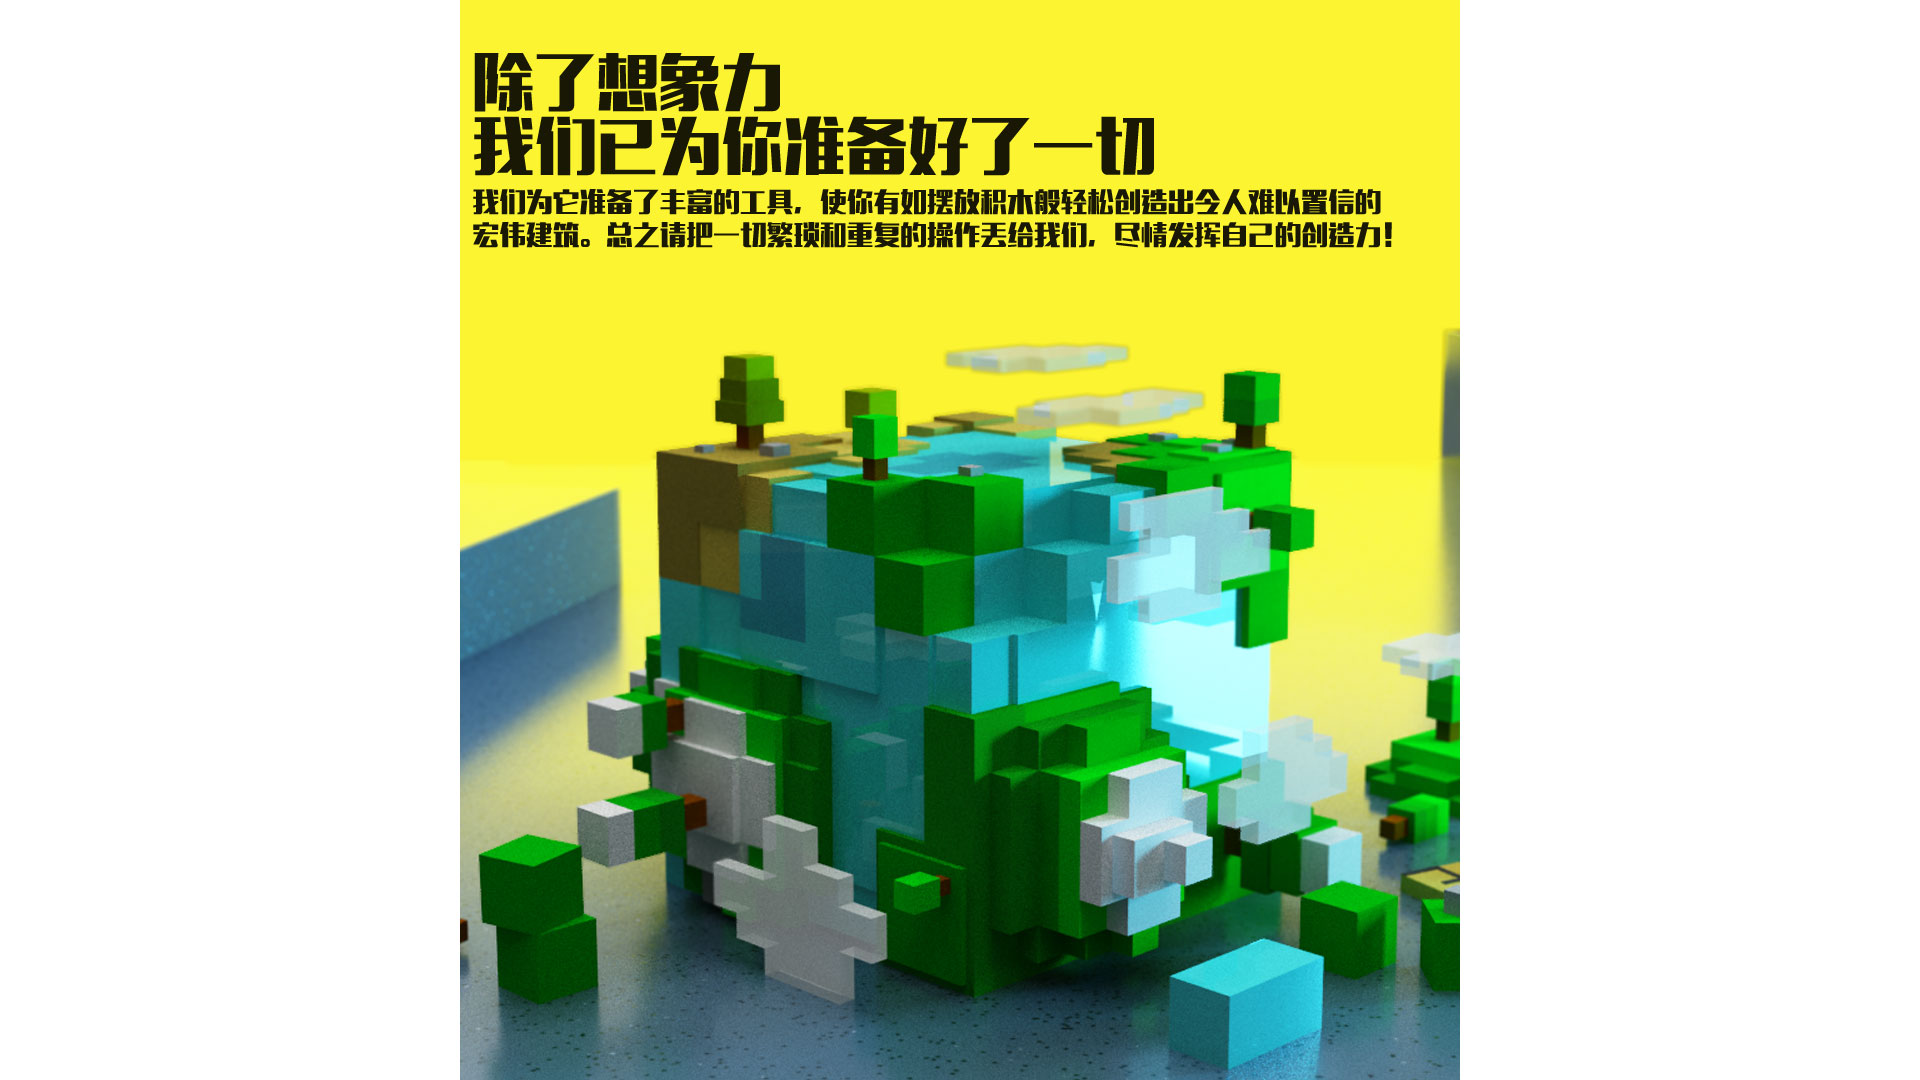 除了想象力
我们已为你准备好了一切
我们为它准备了丰富的工具，使你有如摆放积木般轻松创造出令人难以置信的
宏伟建筑。总之请把一切繁琐和重复的操作丢给我们，尽情发挥自己的创造力！